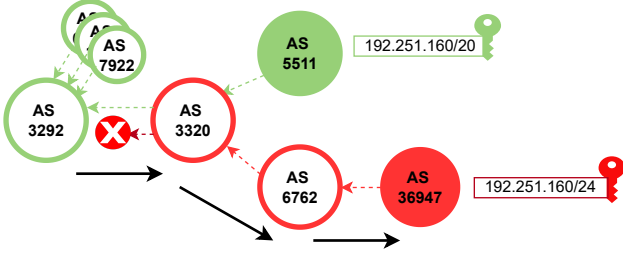 AS
AS
AS
7922
AS
3292
AS
3320
AS
5511
192.251.160/20
AS
6762
AS
36947
192.251.160/24